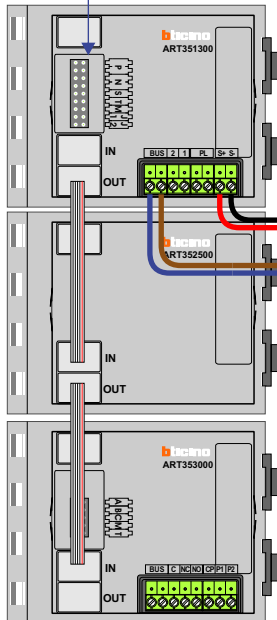 bticino
ART351300
P N S T M J1 J2
IN
OUT
BUS 2 1 PL S+ S-
bticino
ART352500
IN
OUT
bticino
ART353000
A B C M T
IN
OUT
BUS C NC NO CP P1 P2